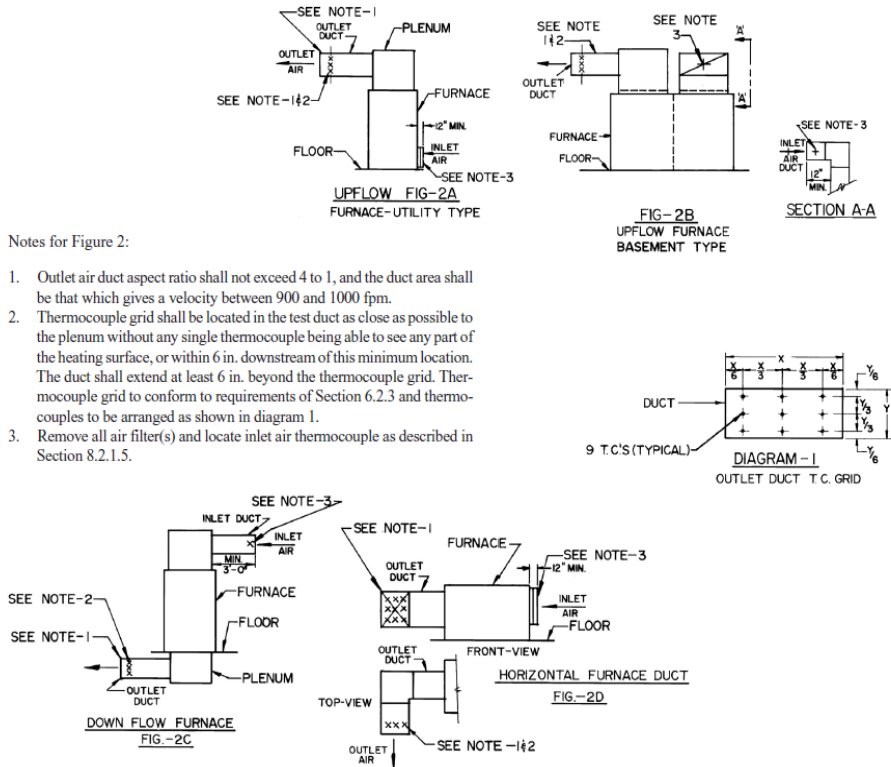 SEE NOTE-1
OUTLET
DUCT
PLENUM
OUTLET
AIR
SEE NOTE-1&2
FURNACE
12" MIN.
FLOOR
INLET
AIR
SEE NOTE-3
UPFLOW FIG-2A
FURNACE-UTILITY TYPE
SEE NOTE
1&2
SEE NOTE
3
'A'
OUTLET
DUCT
'A'
FURNACE
FLOOR
FIG-2B
UPFLOW FURNACE
BASEMENT TYPE
SEE NOTE-3
INLET
AIR
DUCT
12"
MIN.
SECTION A-A
Notes for Figure 2:
1. Outlet air duct aspect ratio shall not exceed 4 to 1, and the duct area shall
be that which gives a velocity between 900 and 1000 fpm.
2. Thermocouple grid shall be located in the test duct as close as possible to
the plenum without any single thermocouple being able to see any part of
the heating surface, or within 6 in. downstream of this minimum location.
The duct shall extend at least 6 in. beyond the thermocouple grid. Ther-
mocouple grid to conform to requirements of Section 6.2.3 and thermo-
couples to be arranged as shown in diagram 1.
3. Remove all air filter(s) and locate inlet air thermocouple as described in
Section 8.2.1.5.
X
X/6 X/3 X/3 X/6
Y/6
DUCT
Y/3
Y
Y/3
9 T.C'S (TYPICAL)
Y/6
DIAGRAM-1
OUTLET DUCT T.C. GRID
SEE NOTE-3
INLET DUCT
INLET
AIR
MIN.
3'-0"
SEE NOTE-2
FURNACE
FLOOR
SEE NOTE-1
PLENUM
OUTLET
DUCT
DOWN FLOW FURNACE
FIG.-2C
SEE NOTE-1
FURNACE
OUTLET
DUCT
SEE NOTE-3
12" MIN.
INLET
AIR
FLOOR
FRONT-VIEW
OUTLET
DUCT
HORIZONTAL FURNACE DUCT
FIG.-2D
TOP-VIEW
SEE NOTE -1&2
OUTLET
AIR